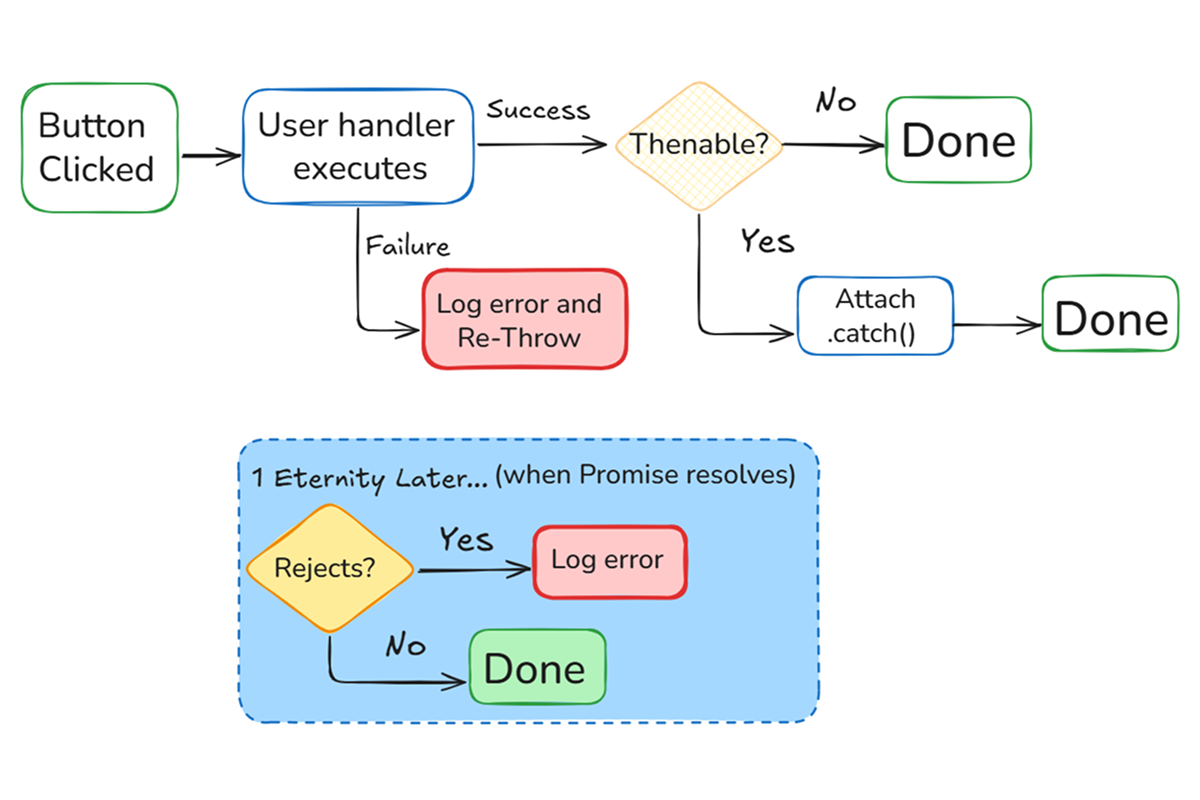 Button
Clicked
User handler
executes
Success
Thenable?
No
Done
Failure
Log error and
Re-Throw
Yes
Attach
.catch()
Done
1 Eternity Later... (when Promise resolves)
Rejects?
Yes
Log error
No
Done